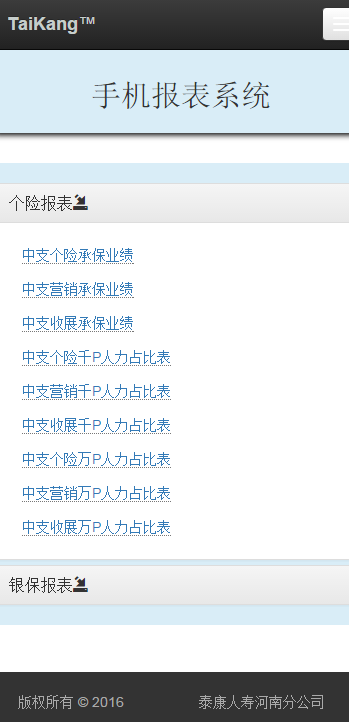 TaiKang™
手机报表系统
个险报表
中支个险承保业绩
中支营销承保业绩
中支收展承保业绩
中支个险千P人力占比表
中支营销千P人力占比表
中支收展千P人力占比表
中支个险万P人力占比表
中支营销万P人力占比表
中支收展万P人力占比表
银保报表
版权所有 © 2016 泰康人寿河南分公司